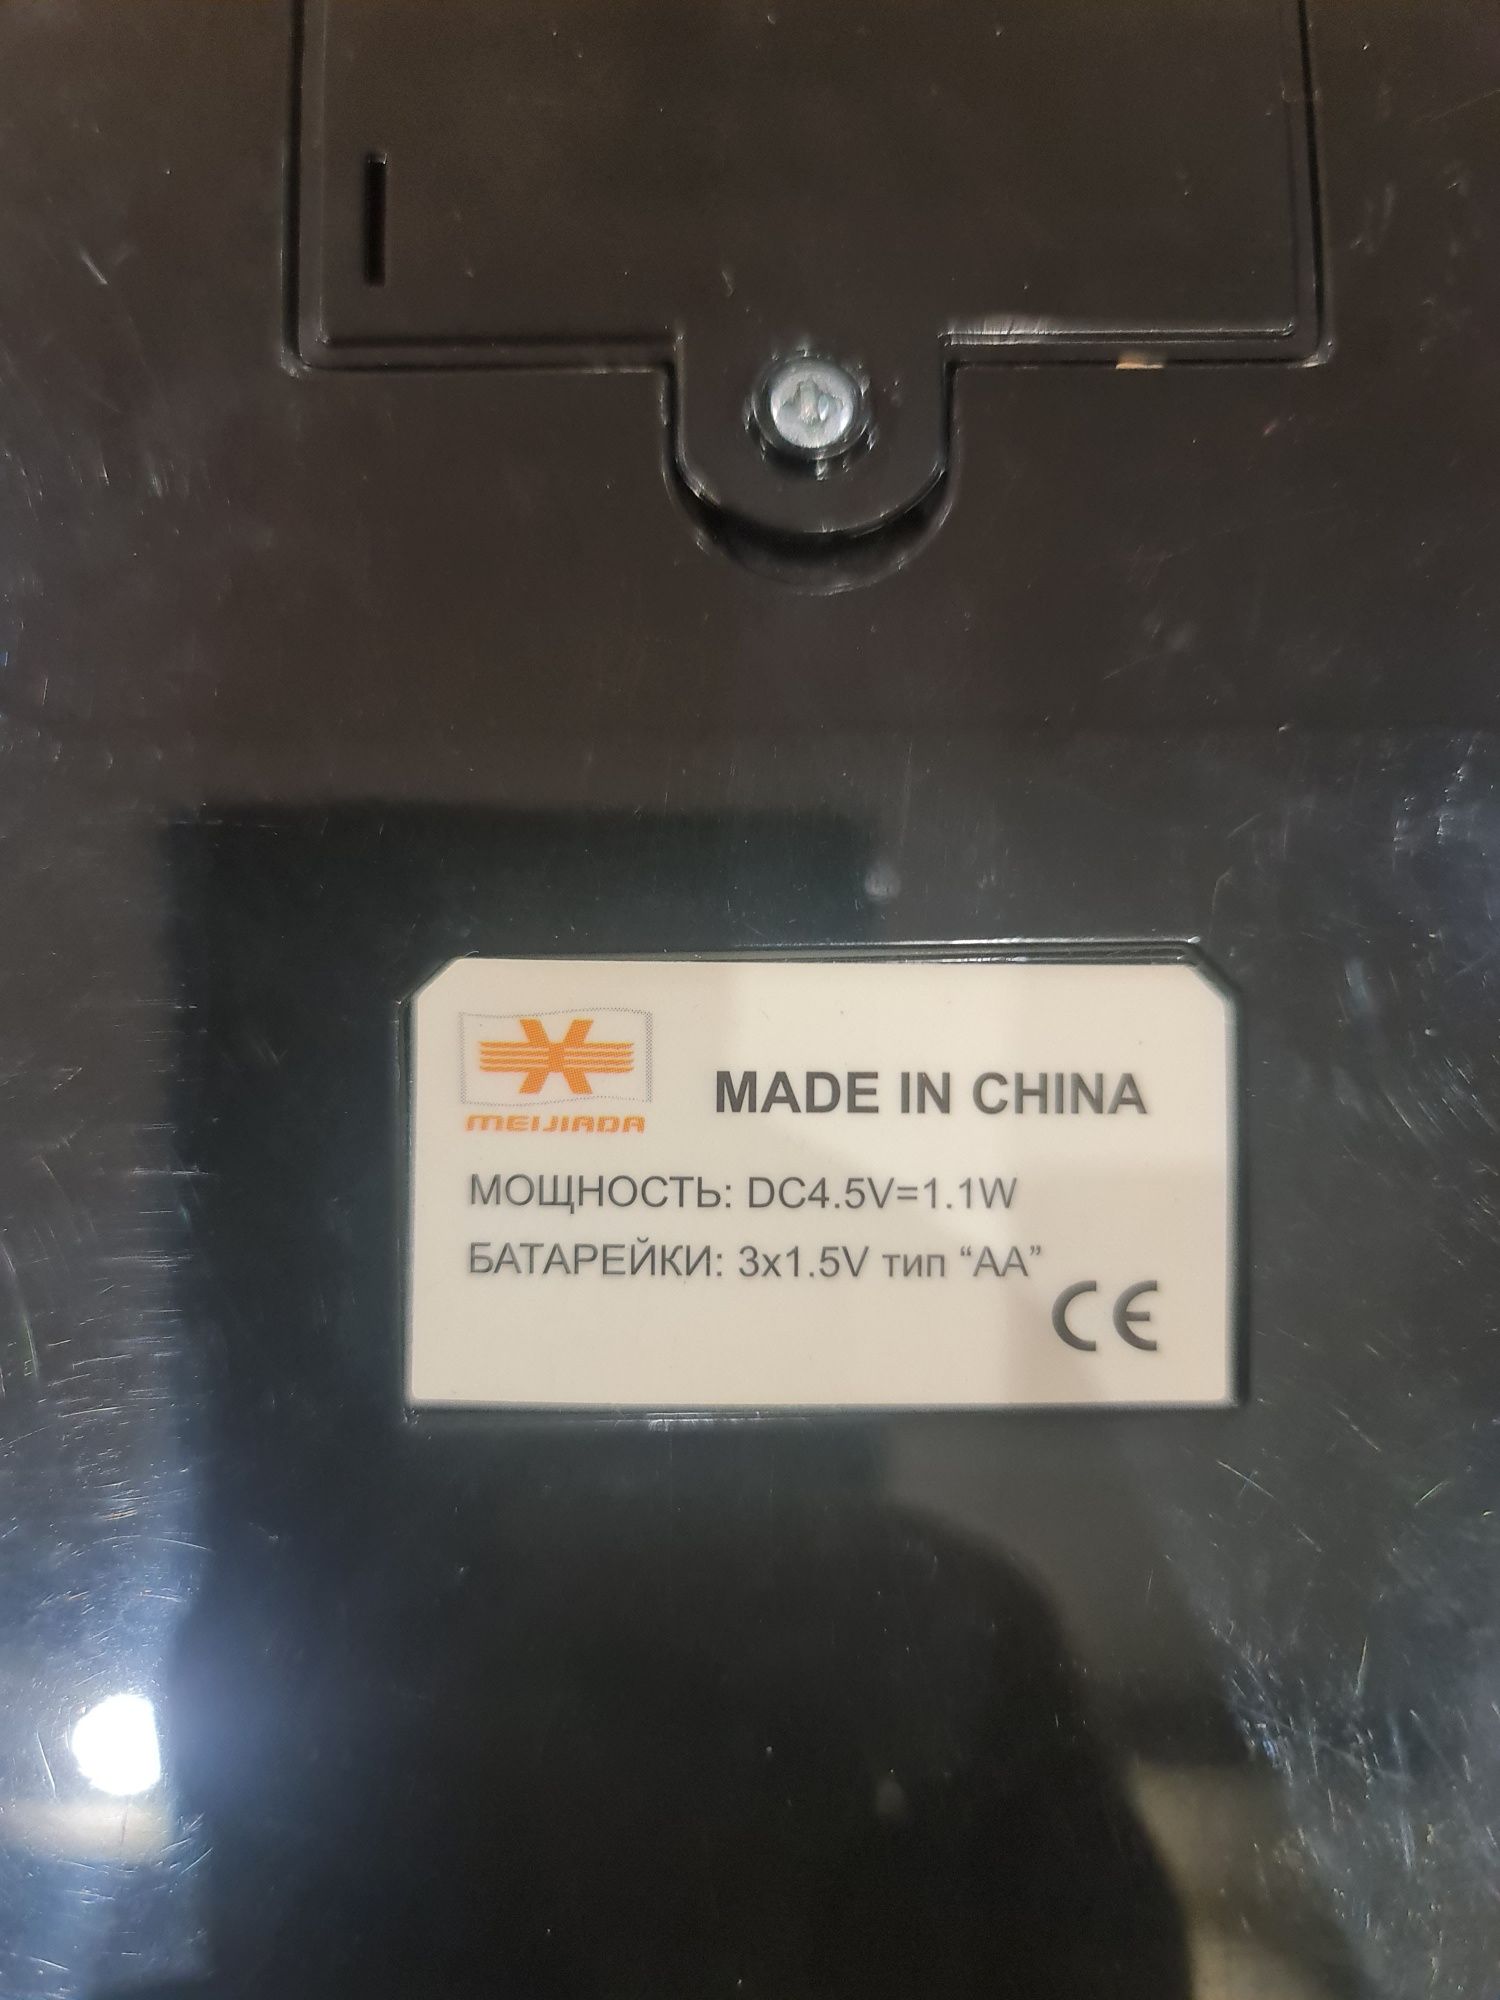 MEIJIADA
MADE IN CHINA
МОЩНОСТЬ: DC4.5V=1.1W
БАТАРЕЙКИ: 3x1.5V тип “AA”
CE